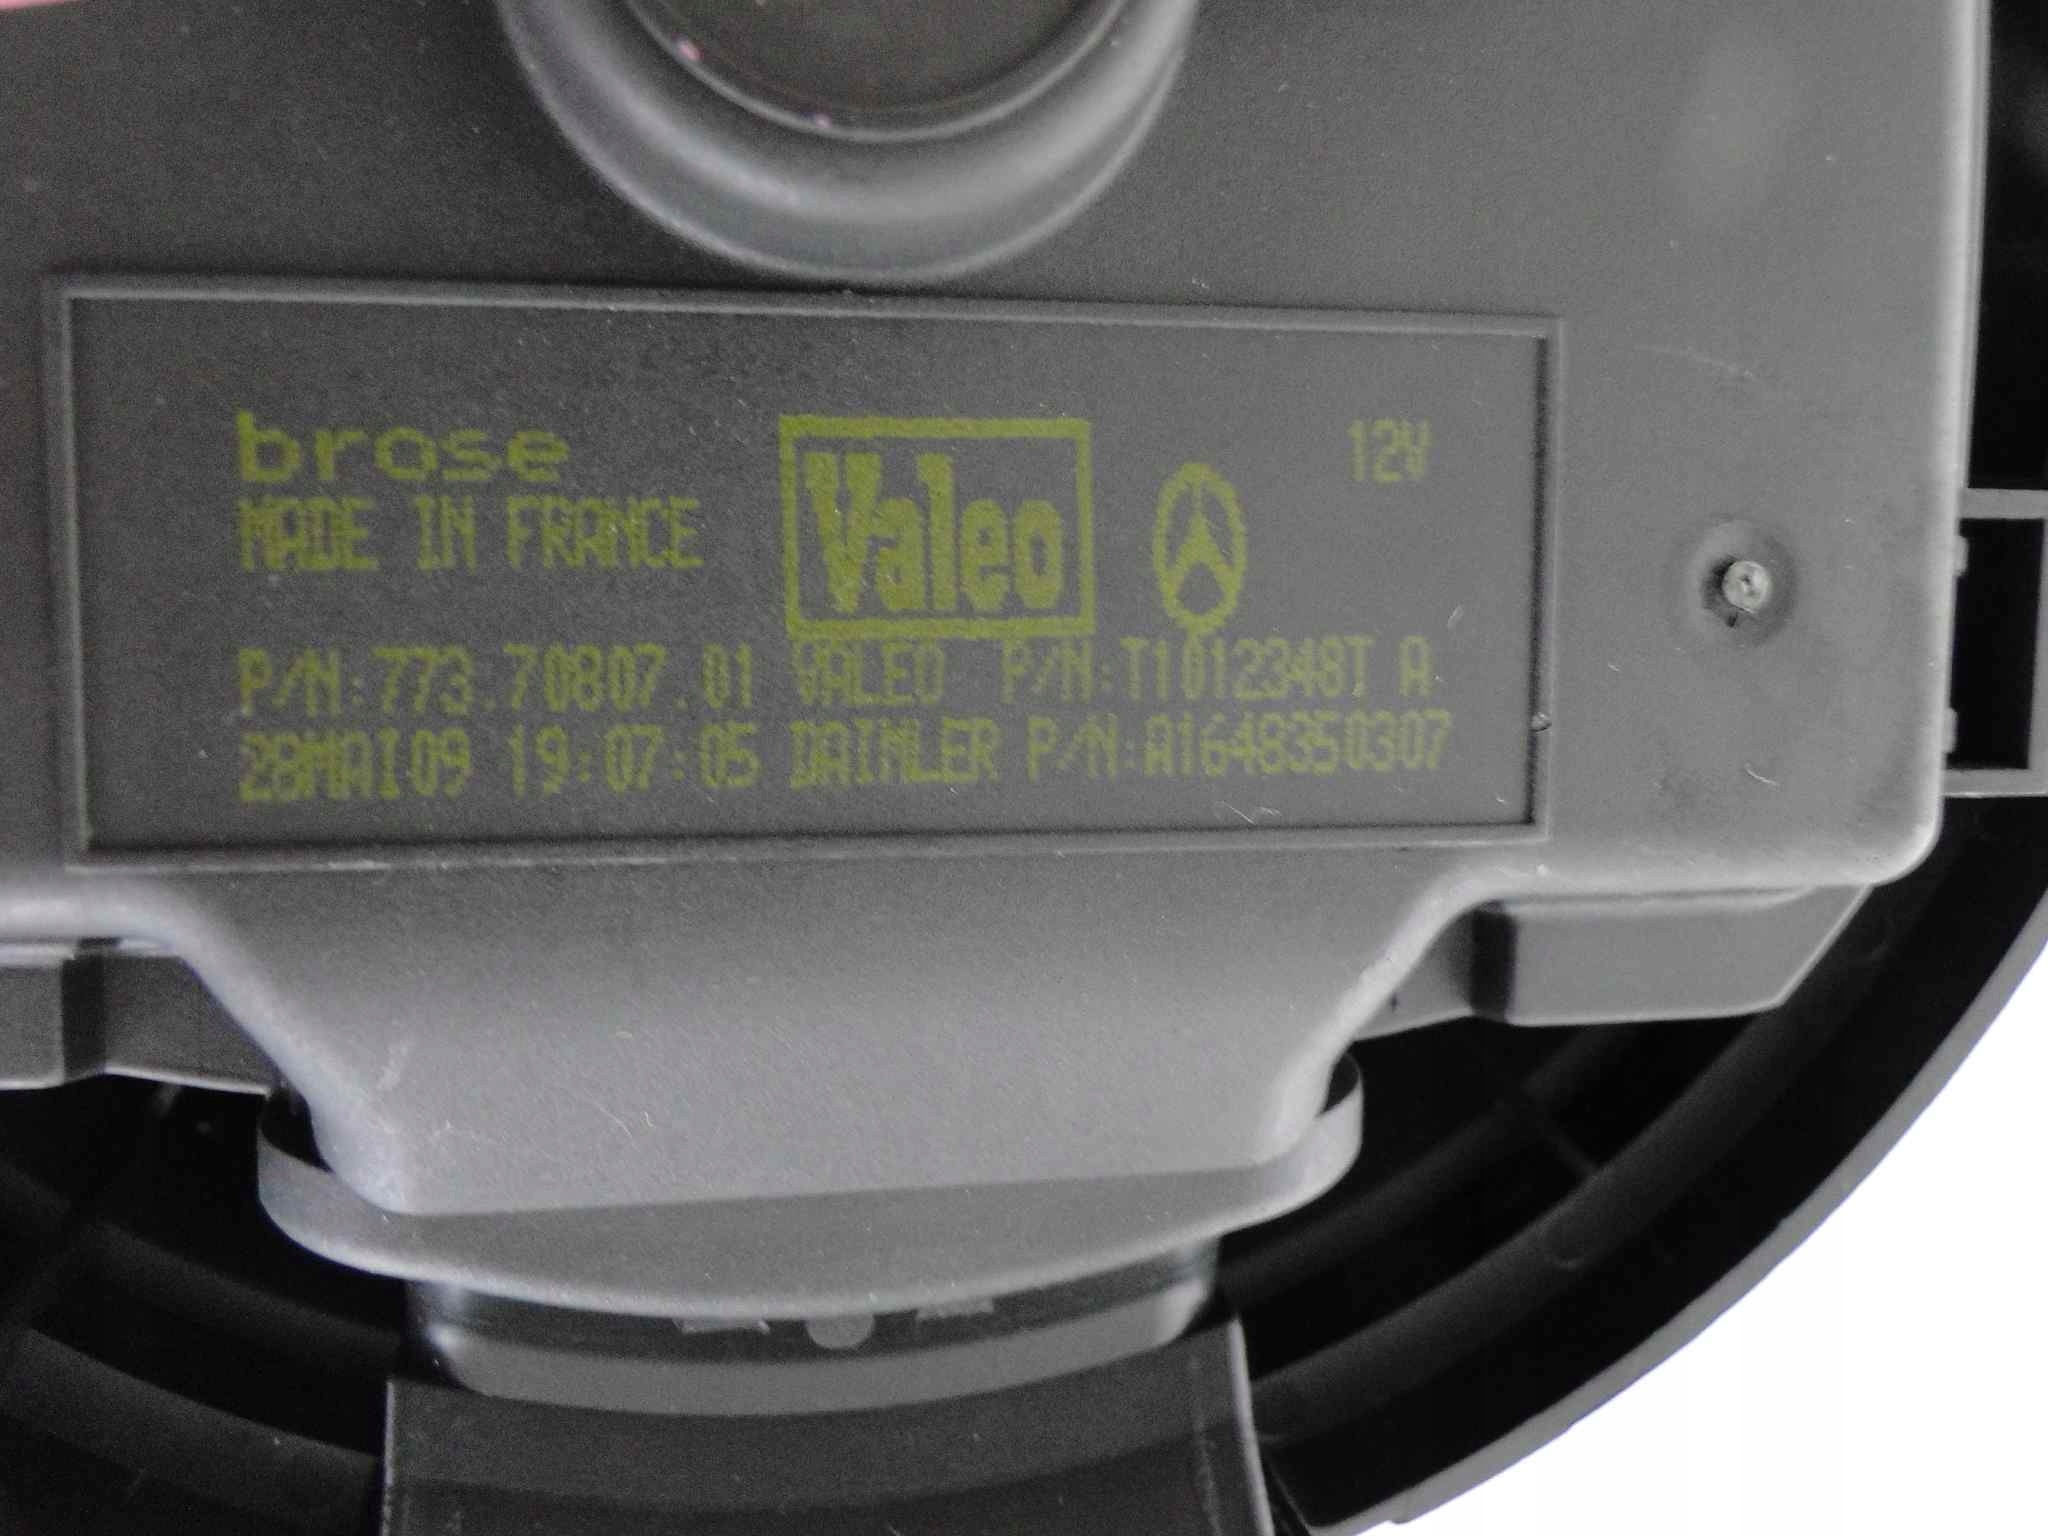 brose
MADE IN FRANCE
Valeo
12V
P/N:773.70807.01 VALEO P/N:T1012348T A
28MAI09 19:07:05 DAIMLER P/N:A1648350307